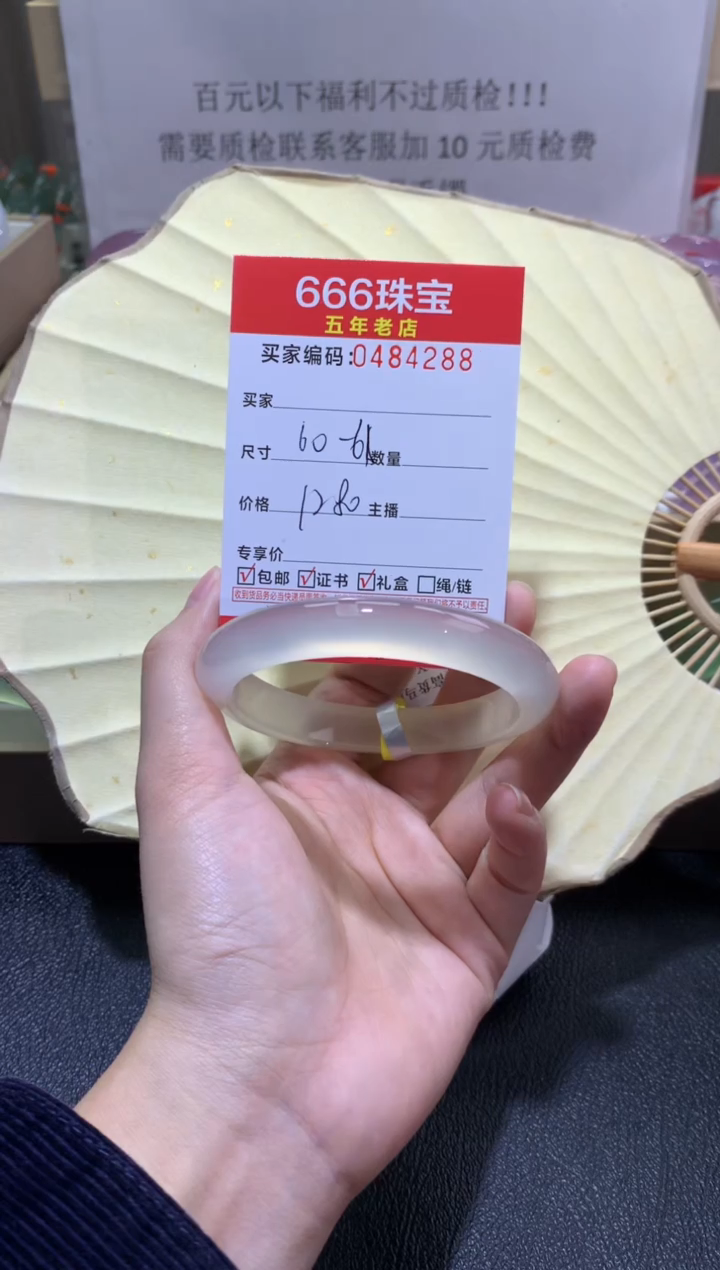 百元以下福利不过质检!!!
需要质检联系客服加 10 元质检费
666珠宝
五年老店
买家编码:0484288
买家
尺寸 60-61 数量
价格 1280 主播
专享价
☑包邮 ☑证书 ☑礼盒 □绳/链